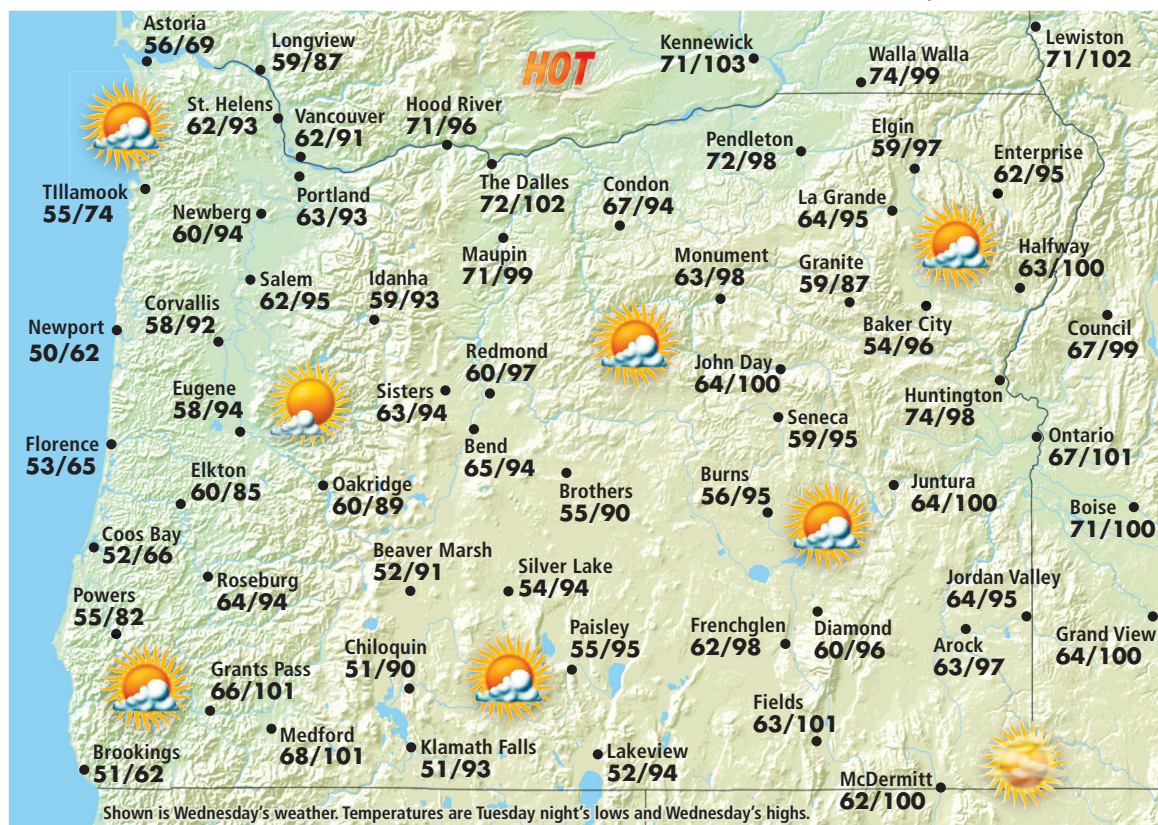 Astoria
56/69
Longview
59/87
HOT
Kennewick
71/103
Walla Walla
74/99
Lewiston
71/102
St. Helens
62/93
Vancouver
62/91
Hood River
71/96
Pendleton
72/98
Elgin
59/97
Enterprise
62/95
TIllamook
55/74
Newberg
60/94
Portland
63/93
The Dalles
72/102
Condon
67/94
La Grande
64/95
Maupin
71/99
Monument
63/98
Granite
59/87
Halfway
63/100
Salem
62/95
Idanha
59/93
Corvallis
58/92
Newport
50/62
Baker City
54/96
Council
67/99
Redmond
60/97
John Day
64/100
Eugene
58/94
Sisters
63/94
Huntington
74/98
Seneca
59/95
Florence
53/65
Bend
65/94
Ontario
67/101
Elkton
60/85
Oakridge
60/89
Brothers
55/90
Burns
56/95
Juntura
64/100
Boise
71/100
Coos Bay
52/66
Beaver Marsh
52/91
Silver Lake
54/94
Roseburg
64/94
Jordan Valley
64/95
Powers
55/82
Chiloquin
51/90
Paisley
55/95
Frenchglen
62/98
Diamond
60/96
Arock
63/97
Grand View
64/100
Grants Pass
66/101
Fields
63/101
Medford
68/101
Klamath Falls
51/93
Lakeview
52/94
Brookings
51/62
McDermitt
62/100
Shown is Wednesday's weather. Temperatures are Tuesday night's lows and Wednesday's highs.